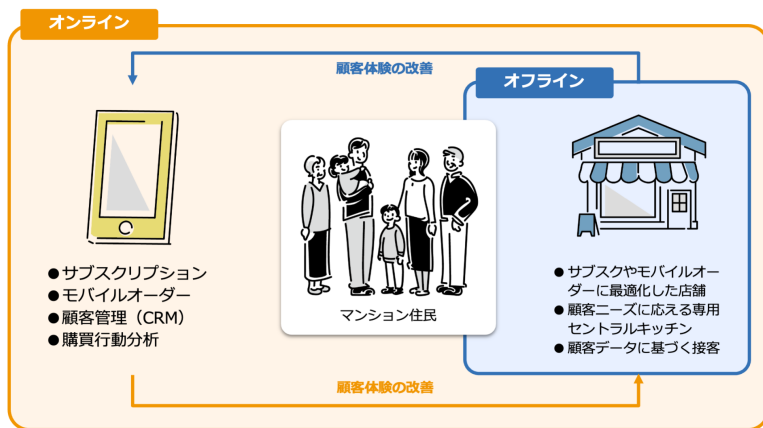 オンライン
顧客体験の改善
オフライン
●サブスクリプション
●モバイルオーダー
●顧客管理（CRM）
●購買行動分析
マンション住民
● サブスクやモバイルオー
ダーに最適化した店舗
● 顧客ニーズに応える専用
セントラルキッチン
● 顧客データに基づく接客
顧客体験の改善